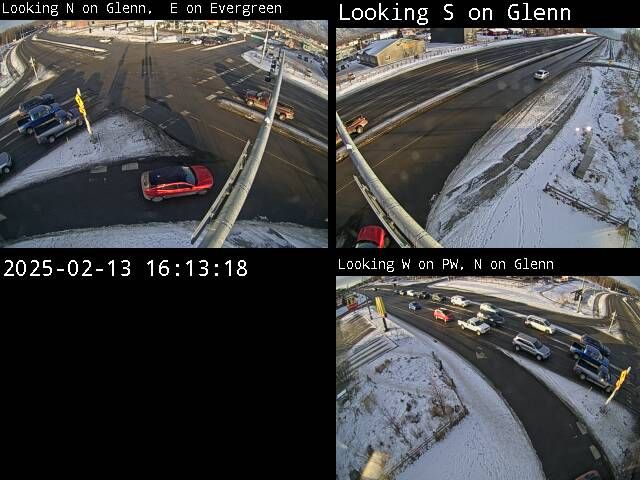 Looking N on Glenn,  E on Evergreen
Looking S on Glenn
2025-02-13 16:13:18
Looking W on PW, N on Glenn